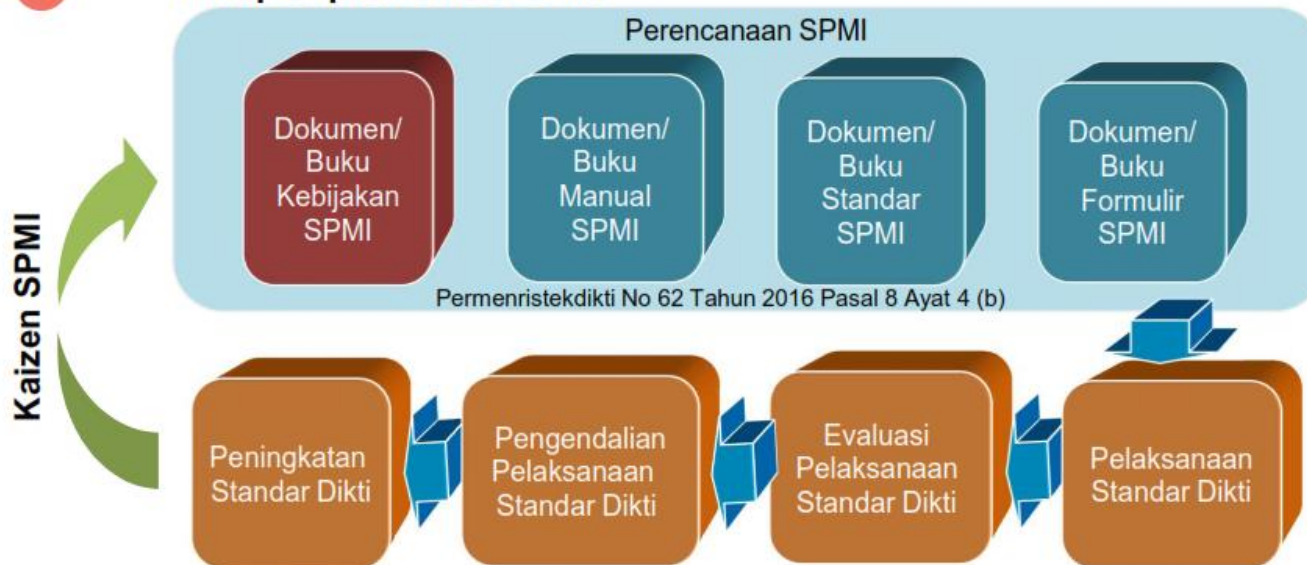 Perencanaan SPMI
Dokumen/
Buku
Kebijakan
SPMI
Dokumen/
Buku
Manual
SPMI
Dokumen/
Buku
Standar
SPMI
Dokumen/
Buku
Formulir
SPMI
Permenristekdikti No 62 Tahun 2016 Pasal 8 Ayat 4 (b)
Kaizen SPMI
Peningkatan
Standar Dikti
Pengendalian
Pelaksanaan
Standar Dikti
Evaluasi
Pelaksanaan
Standar Dikti
Pelaksanaan
Standar Dikti